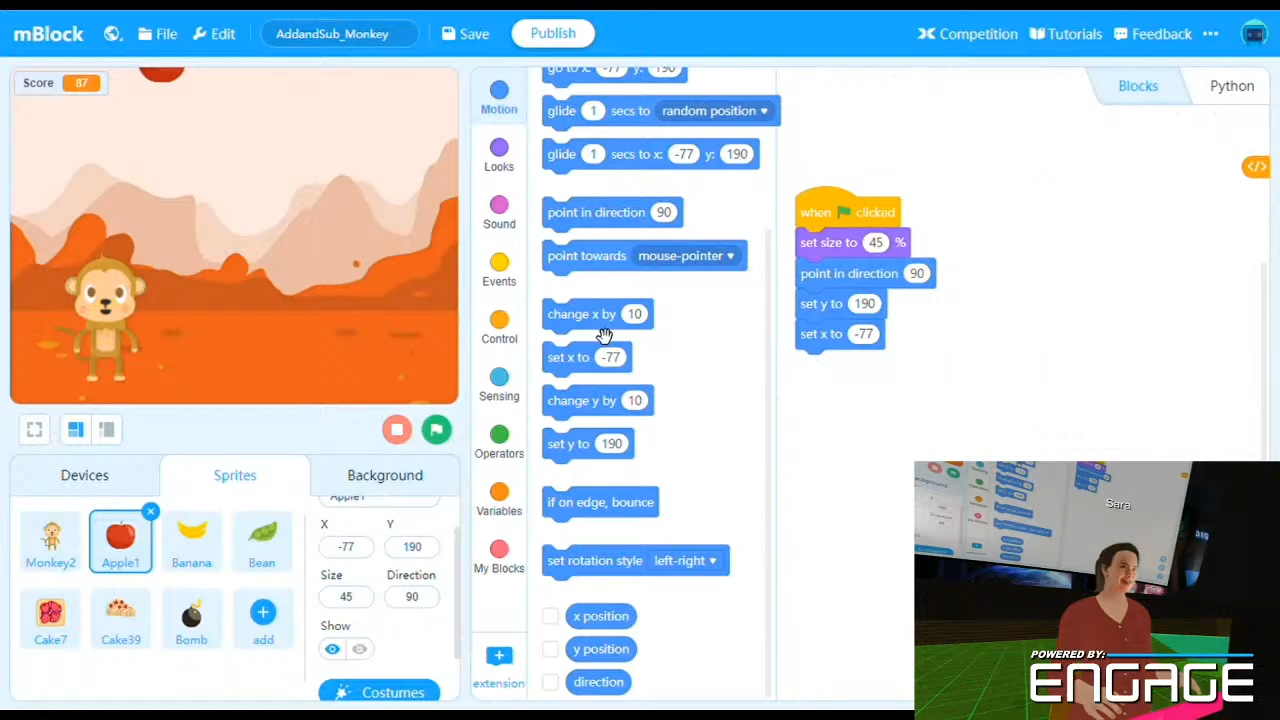 mBlock File Edit AddandSub_Monkey Save Publish Competition Tutorials Feedback
Score 87
Blocks Python
Motion
Looks
Sound
Events
Control
Sensing
Operators
Variables
My Blocks
extension
go to x: -77 y: 190
glide 1 secs to random position
glide 1 secs to x: -77 y: 190
point in direction 90
point towards mouse-pointer
change x by 10
set x to -77
change y by 10
set y to 190
if on edge, bounce
set rotation style left-right
x position
y position
direction
when clicked
set size to 45 %
point in direction 90
set y to 190
set x to -77
Devices Sprites Background
Monkey2 Apple1 Banana Bean
Cake7 Cake39 Bomb add
Apple1
X Y
-77 190
Size Direction
45 90
Show
Costumes
Sara
POWERED BY:
ENGAGE